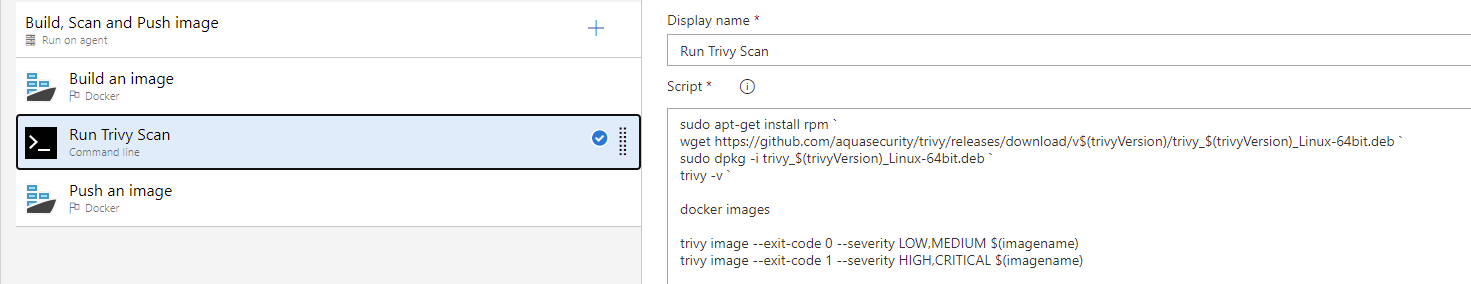 Build, Scan and Push image
Run on agent
Build an image
Docker
Run Trivy Scan
Command line
Push an image
Docker
Display name *
Run Trivy Scan
Script *
sudo apt-get install rpm `
wget https://github.com/aquasecurity/trivy/releases/download/v$(trivyVersion)/trivy_$(trivyVersion)_Linux-64bit.deb `
sudo dpkg -i trivy_$(trivyVersion)_Linux-64bit.deb `
trivy -v `
docker images
trivy image --exit-code 0 --severity LOW,MEDIUM $(imagename)
trivy image --exit-code 1 --severity HIGH,CRITICAL $(imagename)